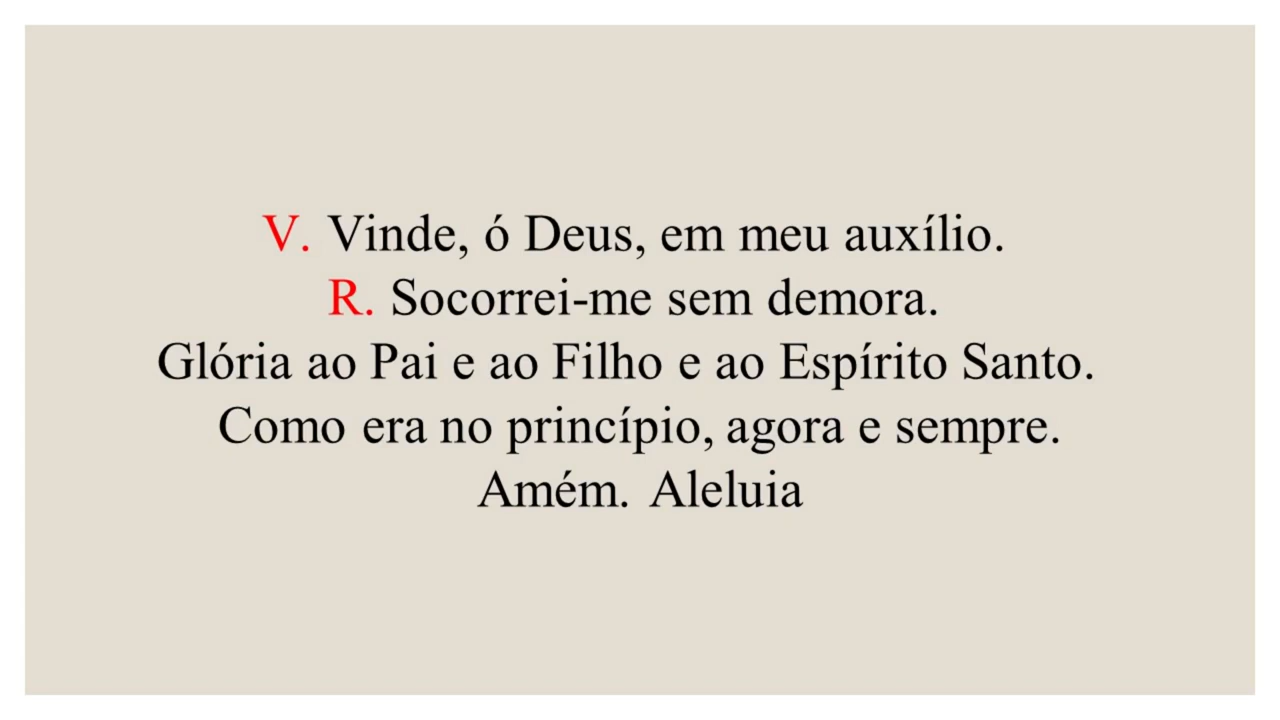 V. Vinde, ó Deus, em meu auxílio.
R. Socorrei-me sem demora.
Glória ao Pai e ao Filho e ao Espírito Santo.
Como era no princípio, agora e sempre.
Amém. Aleluia